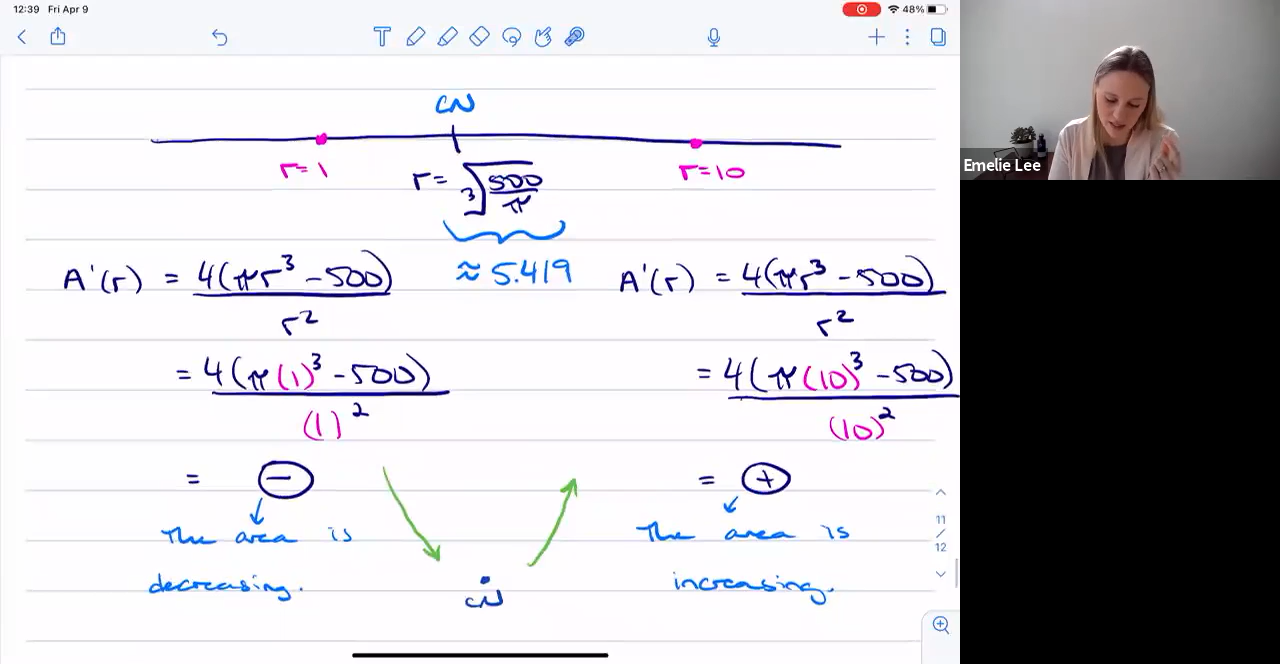 12:39 Fri Apr 9
48%
T
CN
r=1
r= ∛(500/π)
r=10
≈ 5.419
A'(r) = 4(πr³ - 500) / r²
= 4(π(1)³ - 500) / (1)²
= ⊖
The area is
decreasing.
A'(r) = 4(πr³ - 500) / r²
= 4(π(10)³ - 500) / (10)²
= ⊕
The area is
increasing.
CN
11
/
12
Emelie Lee